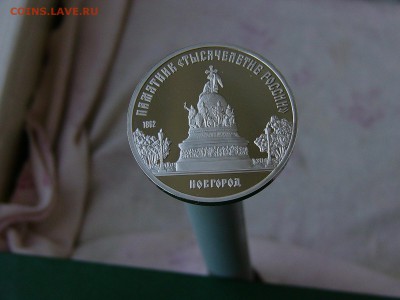 COINS.LAVE.RU
ПАМЯТНИК «ТЫСЯЧЕЛЕТИЕ РОССИИ»
1862
НОВГОРОД